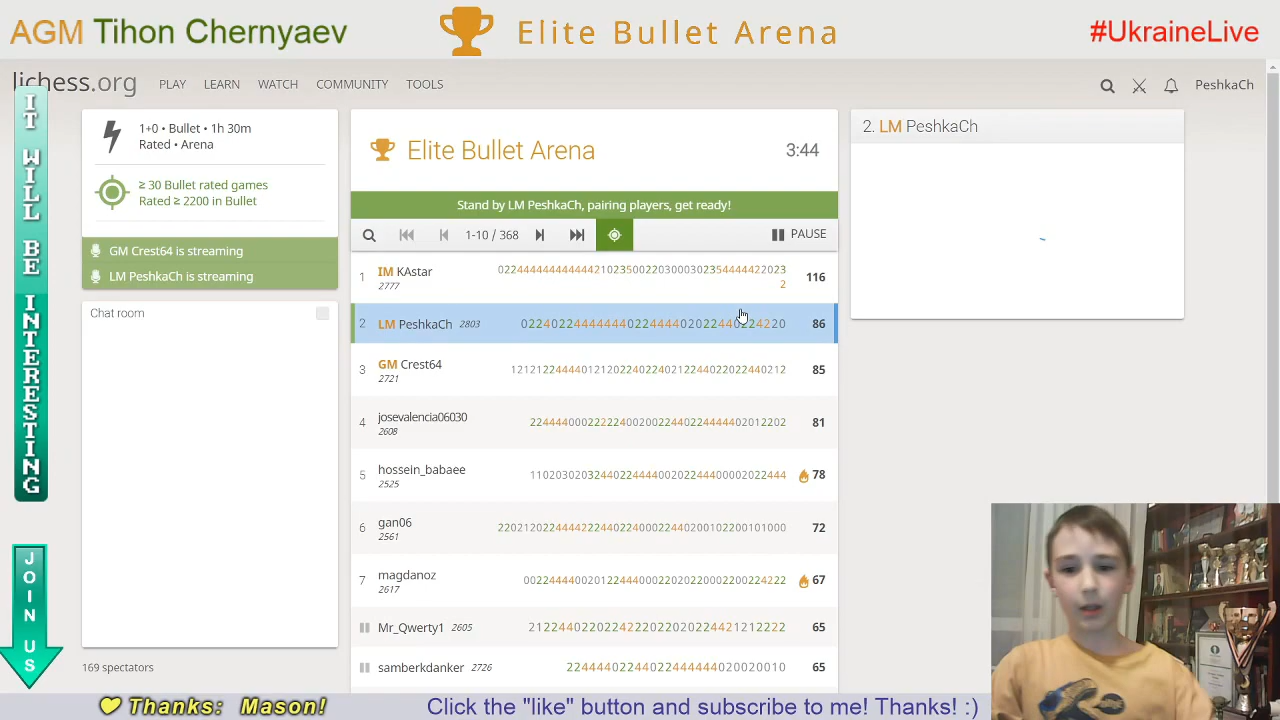 AGM Tihon Chernyaev
Elite Bullet Arena
#UkraineLive
lichess.org
PLAY LEARN WATCH COMMUNITY TOOLS
PeshkaCh
IT WILL BE INTERESTING
JOIN US
1+0 • Bullet • 1h 30m
Rated • Arena
≥ 30 Bullet rated games
Rated ≥ 2200 in Bullet
GM Crest64 is streaming
LM PeshkaCh is streaming
Chat room
169 spectators
Elite Bullet Arena 3:44
Stand by LM PeshkaCh, pairing players, get ready!
1-10 / 368 PAUSE
1 IM KAstar 116
2777
2 LM PeshkaCh 2803 86
3 GM Crest64 85
2721
4 josevalencia06030 81
2608
5 hossein_babaee 78
2525
6 gan06 72
2561
7 magdanoz 67
2617
Mr_Qwerty1 2605 65
samberkdanker 2726 65
2. LM PeshkaCh
Thanks: Mason!
Click the "like" button and subscribe to me! Thanks! :)